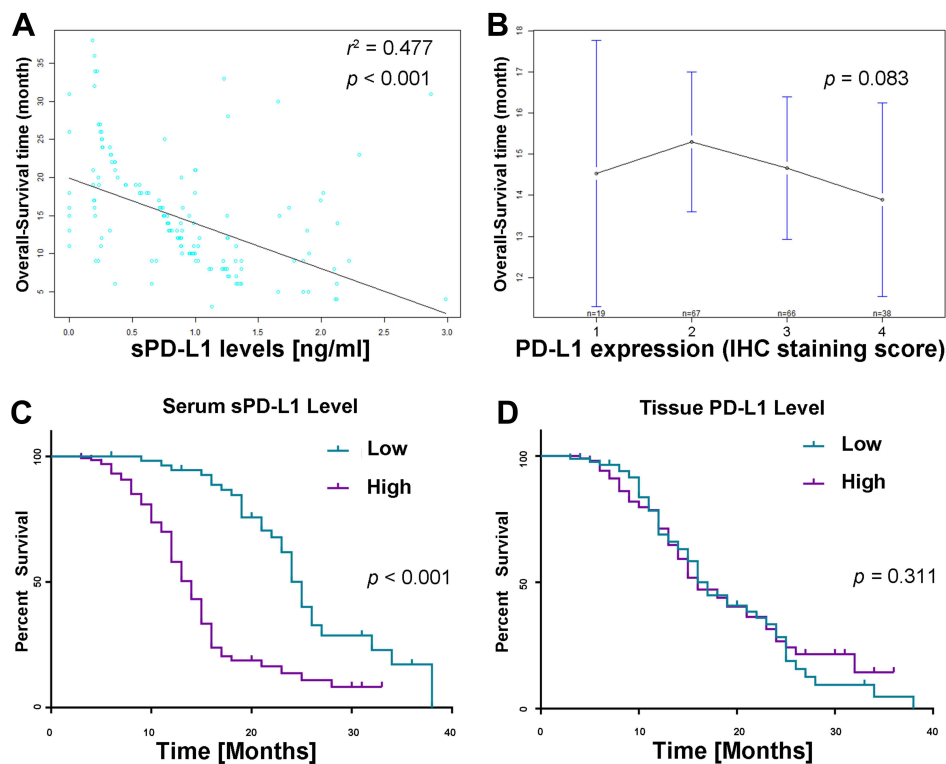 A
r² = 0.477
p < 0.001
Overall-Survival time (month)
35
30
25
20
15
10
5
0.0 0.5 1.0 1.5 2.0 2.5 3.0
sPD-L1 levels [ng/ml]
B
p = 0.083
Overall-Survival time (month)
18
17
16
15
14
13
12
n=19 n=67 n=66 n=38
1 2 3 4
PD-L1 expression (IHC staining score)
C
Serum sPD-L1 Level
Low
High
p < 0.001
Percent Survival
100
50
0
0 10 20 30 40
Time [Months]
D
Tissue PD-L1 Level
Low
High
p = 0.311
Percent Survival
100
50
0
0 10 20 30 40
Time [Months]